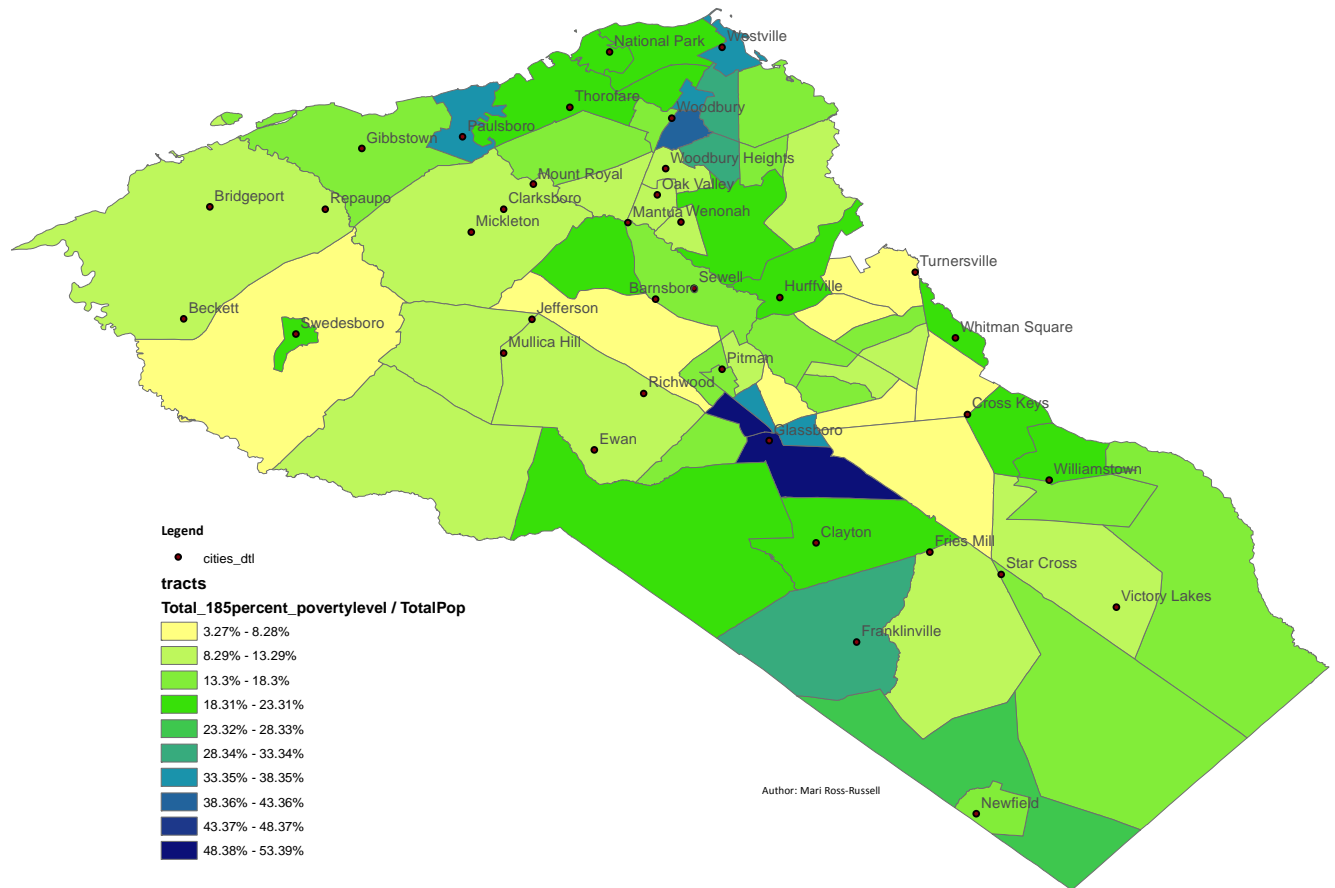 National Park
Westville
Thorofare
Woodbury
Paulsboro
Gibbstown
Woodbury Heights
Mount Royal
Oak Valley
Bridgeport
Repaupo
Clarksboro
Mantua
Wenonah
Mickleton
Turnersville
Sewell
Hurffville
Barnsboro
Beckett
Swedesboro
Jefferson
Whitman Square
Mullica Hill
Pitman
Richwood
Cross Keys
Glassboro
Ewan
Williamstown
Clayton
Fries Mill
Star Cross
Victory Lakes
Franklinville
Newfield
Legend
cities_dtl
tracts
Total_185percent_povertylevel / TotalPop
3.27% - 8.28%
8.29% - 13.29%
13.3% - 18.3%
18.31% - 23.31%
23.32% - 28.33%
28.34% - 33.34%
33.35% - 38.35%
38.36% - 43.36%
43.37% - 48.37%
48.38% - 53.39%
Author: Mari Ross-Russell